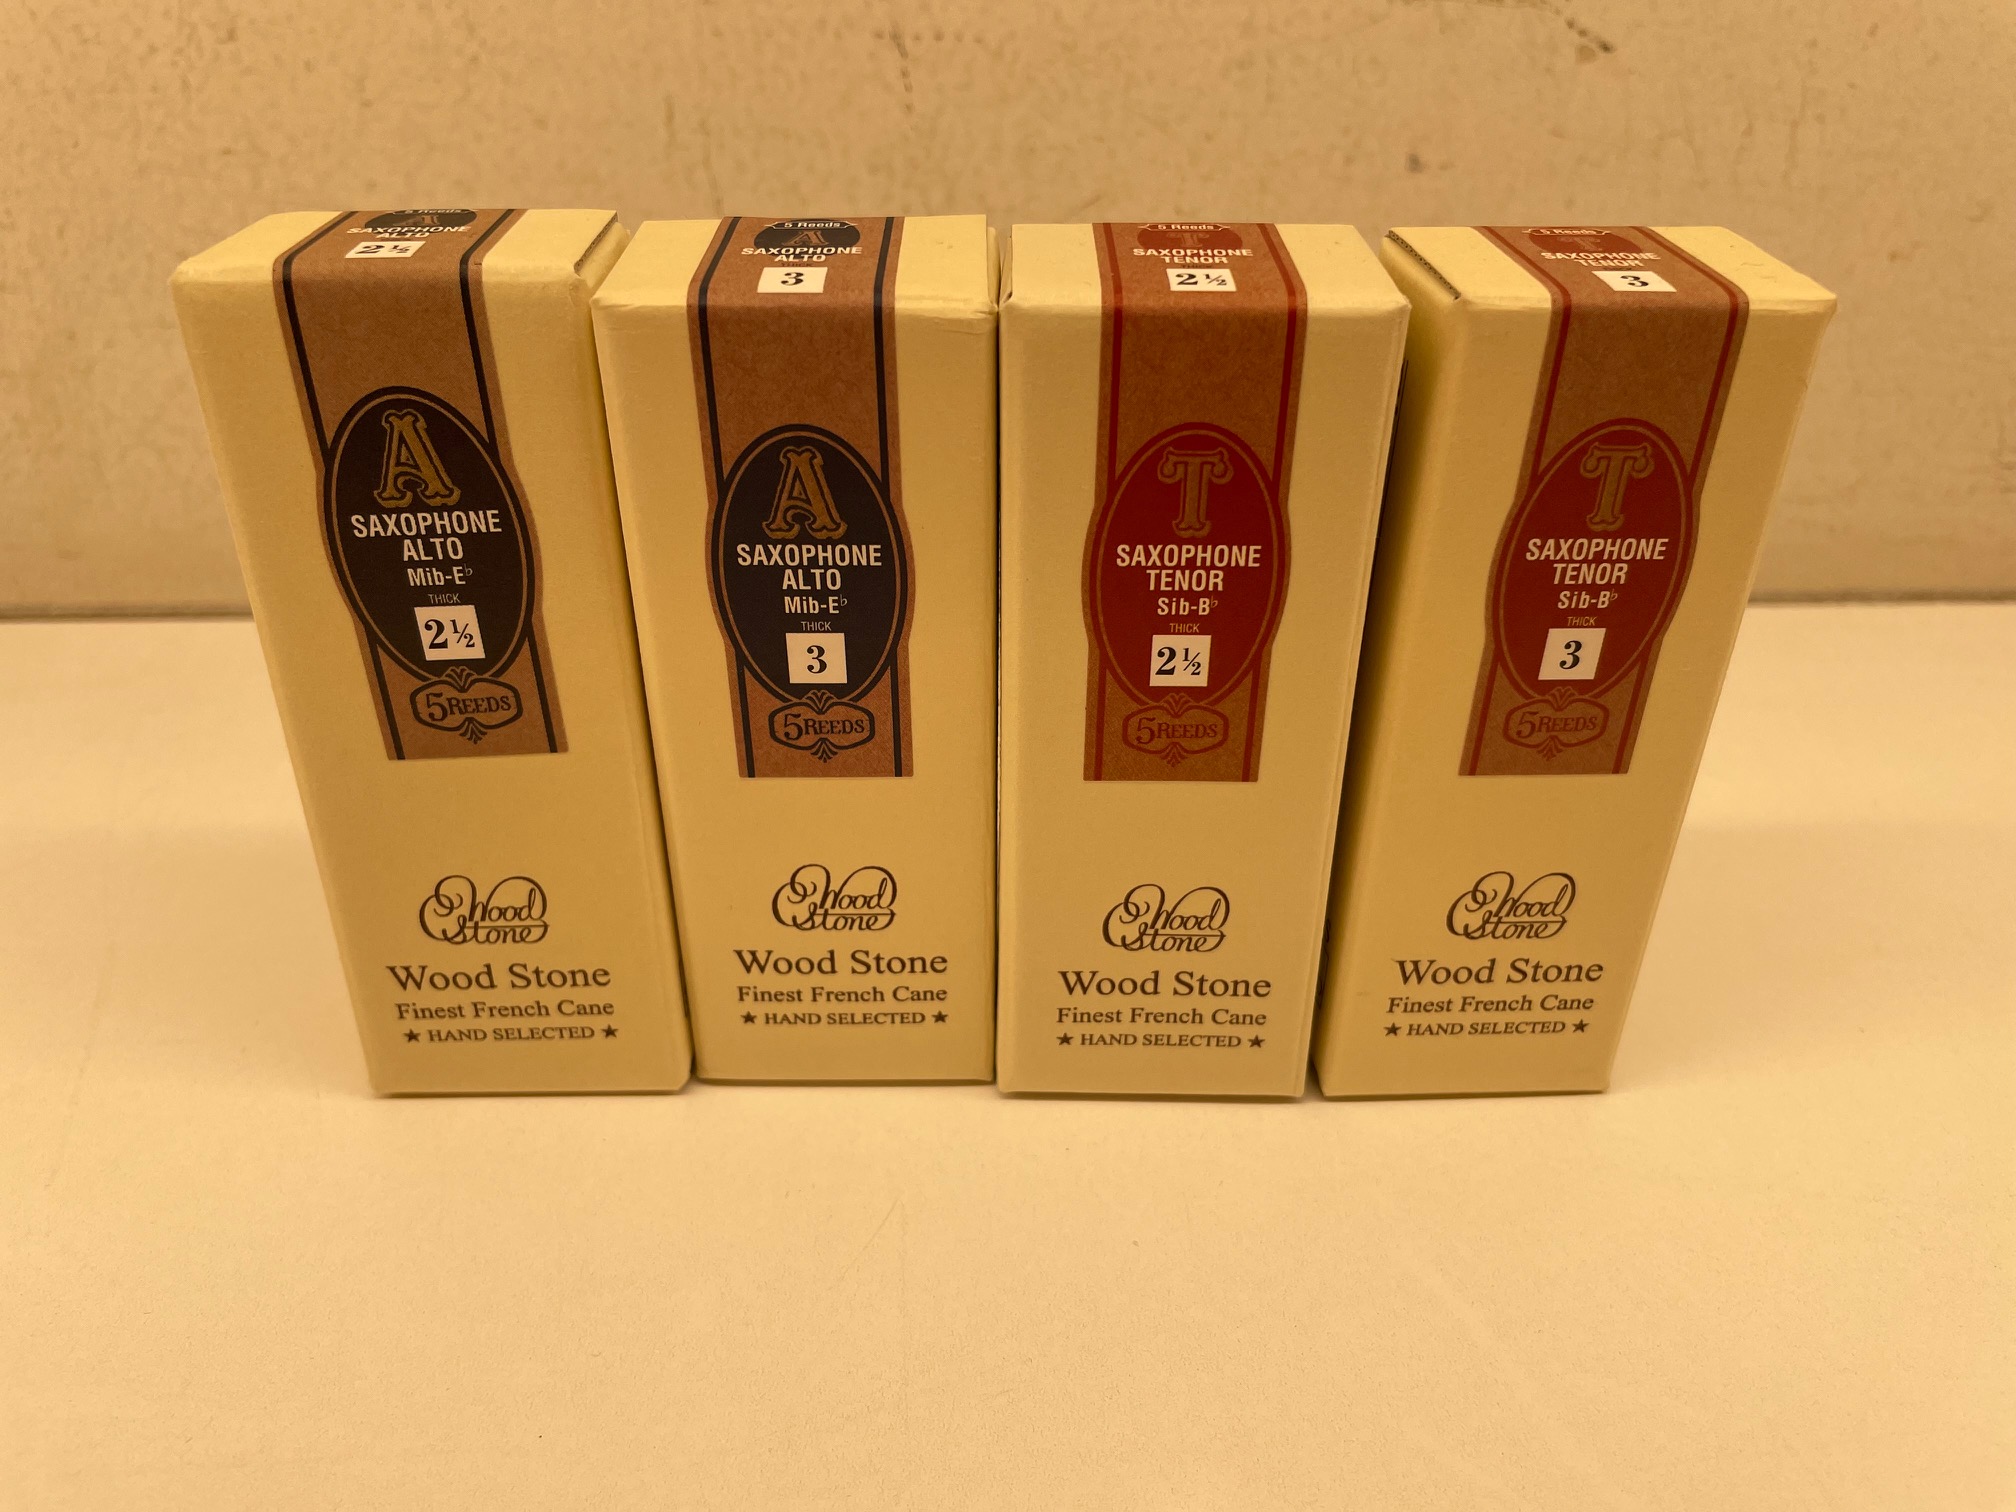 5 Reeds
A
SAXOPHONE
ALTO
2½
A
SAXOPHONE
ALTO
Mib-E♭
THICK
2½
5REEDS
Wood
Stone
Wood Stone
Finest French Cane
★ HAND SELECTED ★
5 Reeds
A
SAXOPHONE
ALTO
THICK
3
A
SAXOPHONE
ALTO
Mib-E♭
THICK
3
5REEDS
Wood
Stone
Wood Stone
Finest French Cane
★ HAND SELECTED ★
5 Reeds
T
SAXOPHONE
TENOR
THICK
2½
T
SAXOPHONE
TENOR
Sib-B♭
THICK
2½
5REEDS
Wood
Stone
Wood Stone
Finest French Cane
★ HAND SELECTED ★
5 Reeds
T
SAXOPHONE
TENOR
3
T
SAXOPHONE
TENOR
Sib-B♭
THICK
3
5REEDS
Wood
Stone
Wood Stone
Finest French Cane
★ HAND SELECTED ★